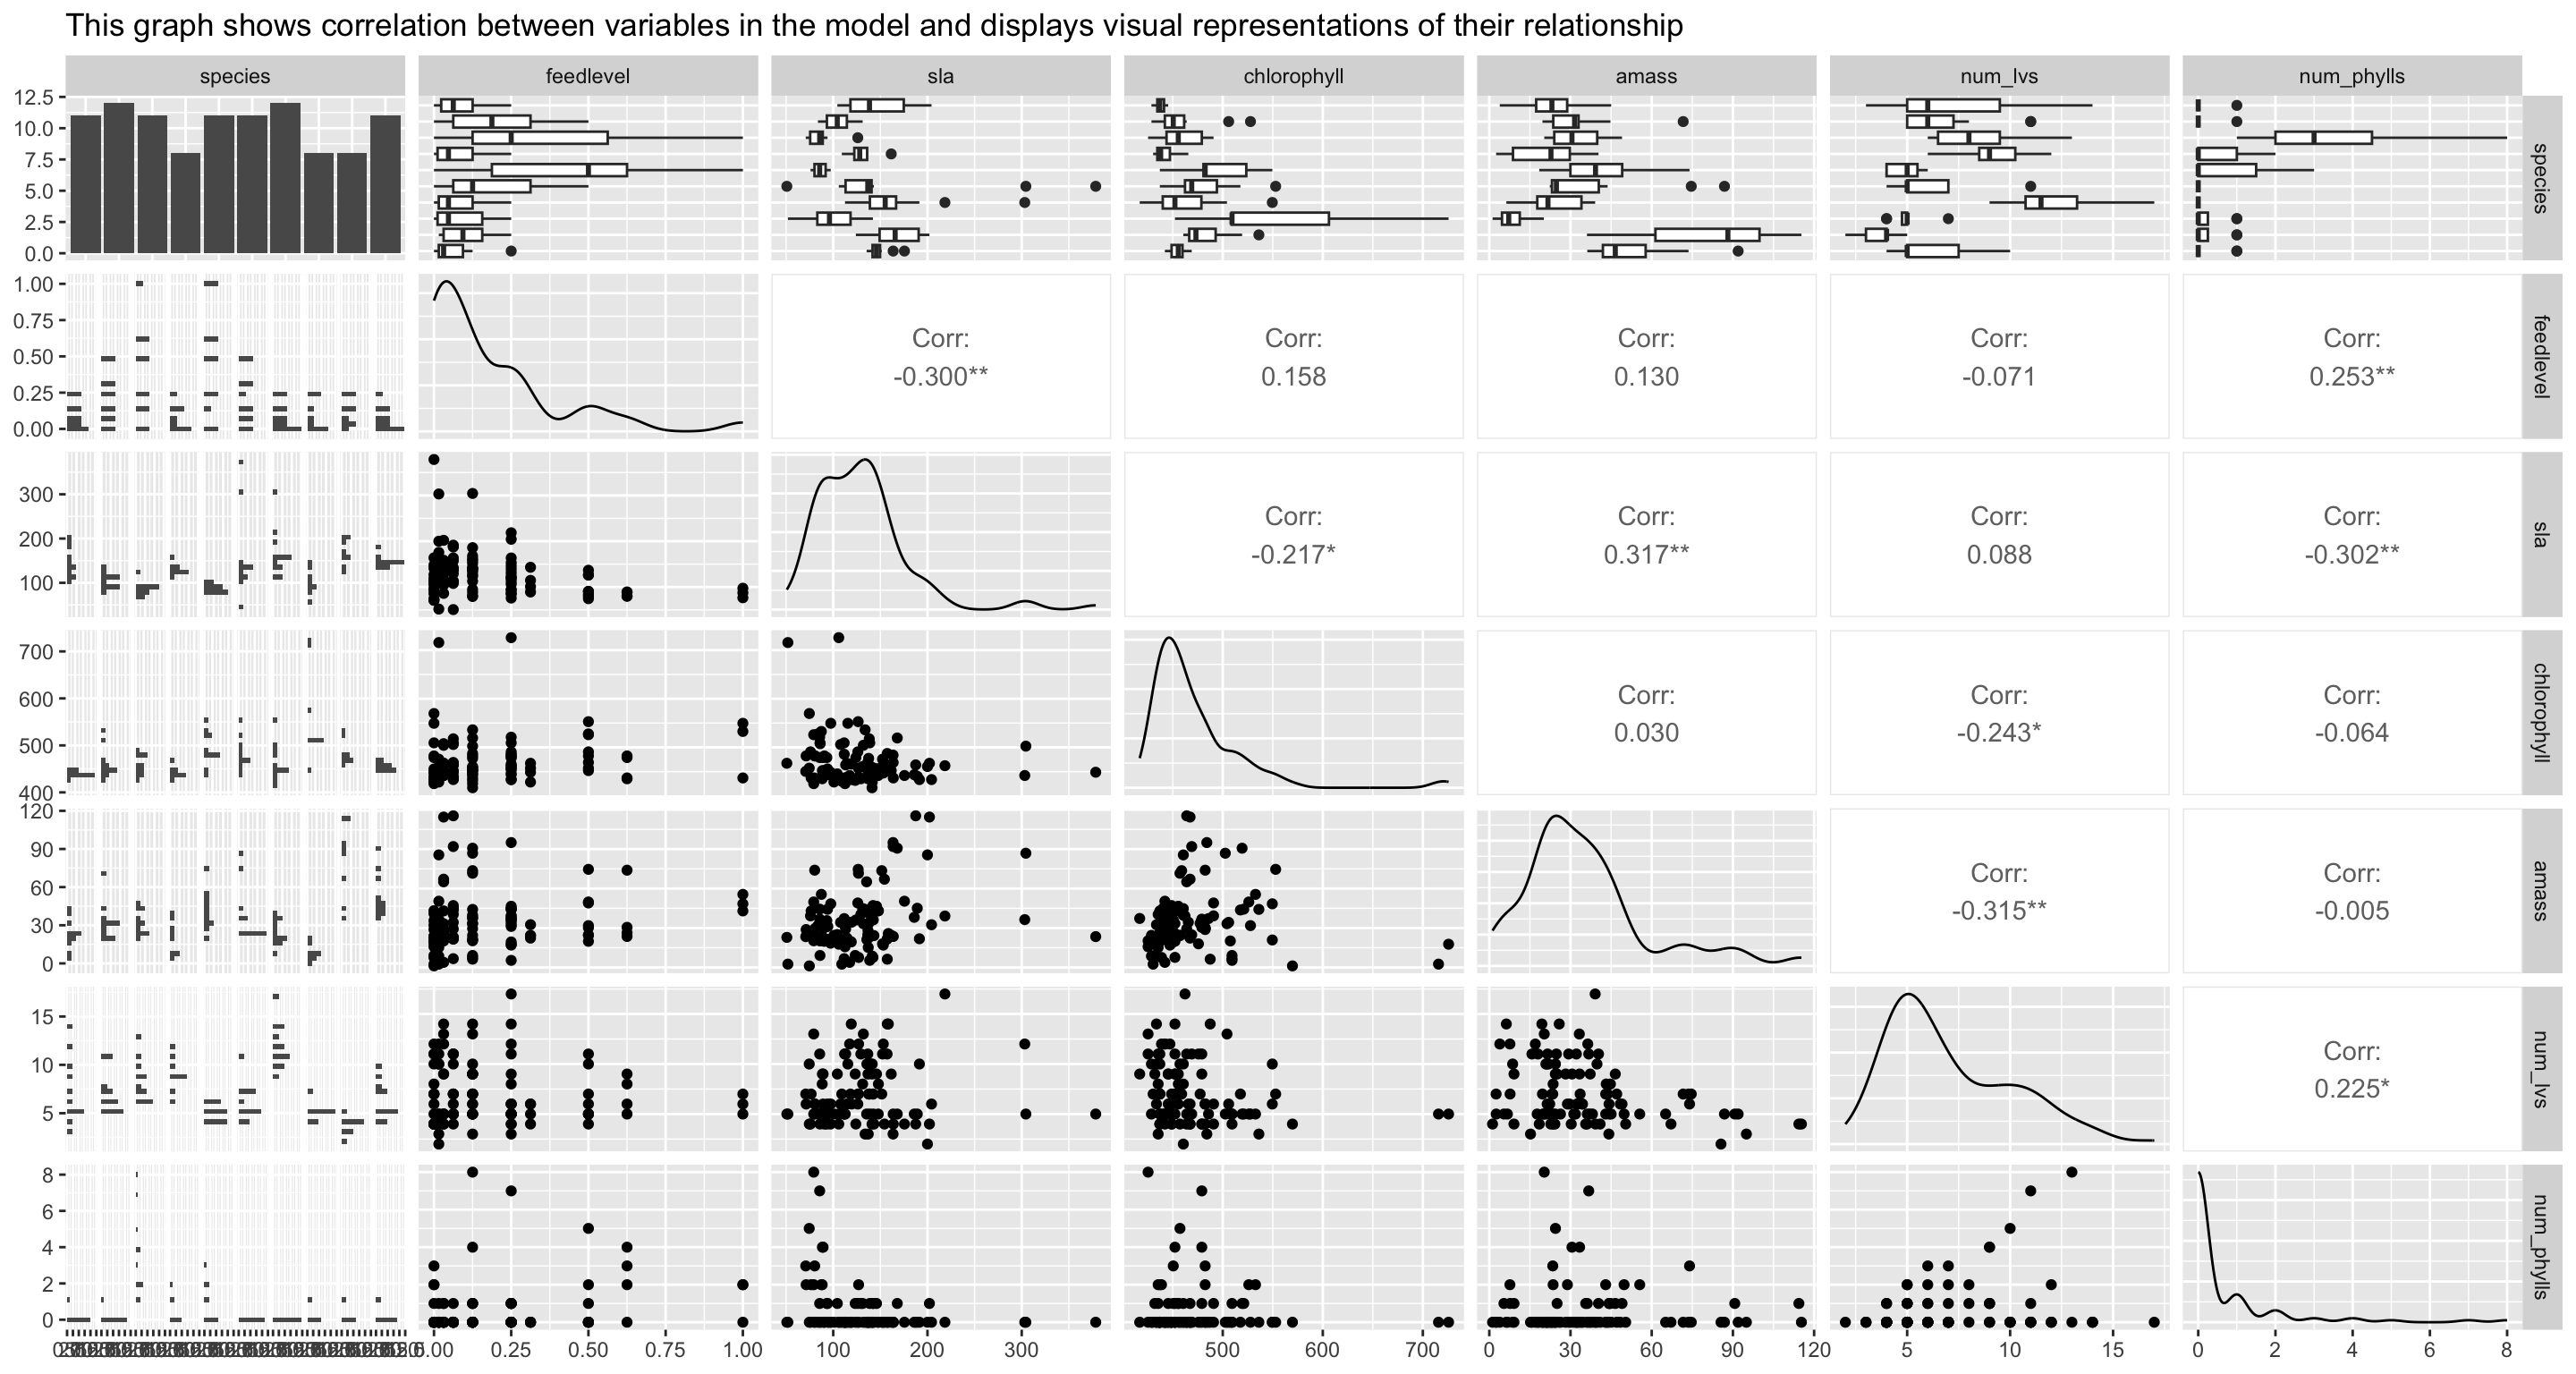 This graph shows correlation between variables in the model and displays visual representations of their relationship
species feedlevel sla chlorophyll amass num_lvs num_phylls
12.5
10.0
7.5
5.0
2.5
0.0
species
1.00
0.75
0.50
0.25
0.00
Corr:
-0.300**
Corr:
0.158
Corr:
0.130
Corr:
-0.071
Corr:
0.253**
feedlevel
300
200
100
Corr:
-0.217*
Corr:
0.317**
Corr:
0.088
Corr:
-0.302**
sla
700
600
500
400
Corr:
0.030
Corr:
-0.243*
Corr:
-0.064
chlorophyll
120
90
60
30
0
Corr:
-0.315**
Corr:
-0.005
amass
15
10
5
Corr:
0.225*
num_lvs
8
6
4
2
0
num_phylls
0.00 0.25 0.50 0.75 1.00 100 200 300 500 600 700 0 30 60 90 120 5 10 15 0 2 4 6 8